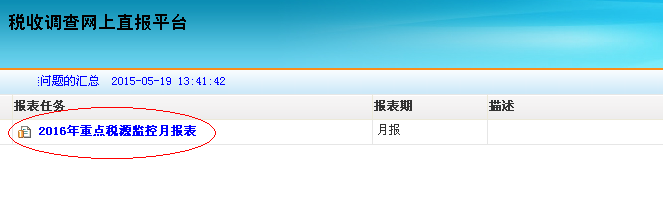 税收调查网上直报平台
问题的汇总 2015-05-19 13:41:42
报表任务 报表期 描述
2016年重点税源监控月报表 月报